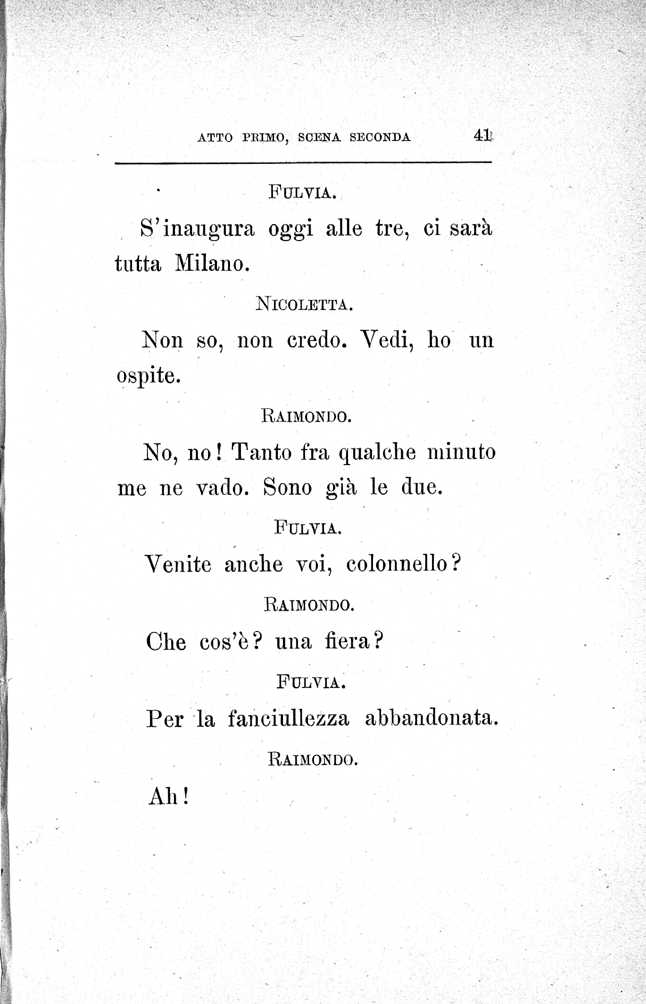 ATTO PRIMO, SCENA SECONDA 41
FULVIA.
S'inaugura oggi alle tre, ci sarà
tutta Milano.
NICOLETTA.
Non so, non credo. Vedi, ho un
ospite.
RAIMONDO.
No, no! Tanto fra qualche minuto
me ne vado. Sono già le due.
FULVIA.
Venite anche voi, colonnello?
RAIMONDO.
Che cos'è? una fiera?
FULVIA.
Per la fanciullezza abbandonata.
RAIMONDO.
Ah!